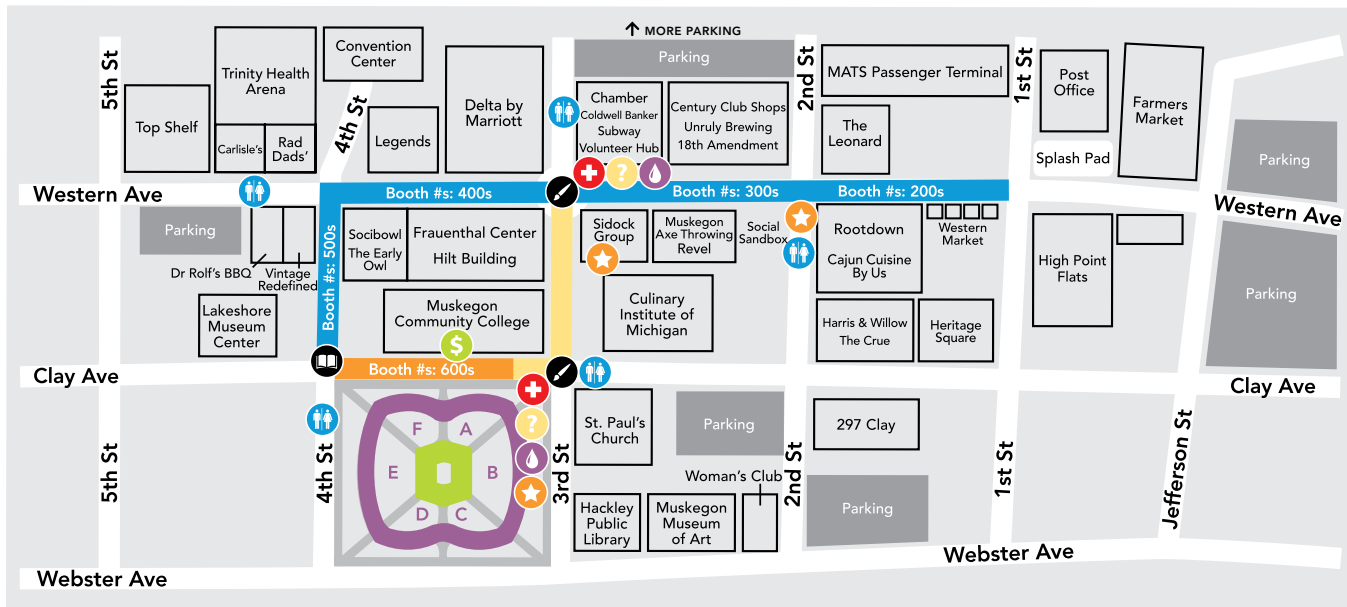 ↑ MORE PARKING
5th St
Trinity Health
Arena
Convention
Center
4th St
Delta by
Marriott
Parking
2nd St
MATS Passenger Terminal
1st St
Post
Office
Farmers
Market
Top Shelf
Carlisle's
Rad
Dads'
Legends
Chamber
Coldwell Banker
Subway
Volunteer Hub
Century Club Shops
Unruly Brewing
18th Amendment
The
Leonard
Splash Pad
Parking
Western Ave
Booth #s: 400s
?
Booth #s: 300s
Booth #s: 200s
Western Ave
Parking
Dr Rolf's BBQ
Vintage
Redefined
Booth #s: 500s
Socibowl
The Early
Owl
Frauenthal Center
Hilt Building
Sidock
Group
Muskegon
Axe Throwing
Revel
Social
Sandbox
Rootdown
Cajun Cuisine
By Us
Western
Market
High Point
Flats
Parking
Lakeshore
Museum
Center
Muskegon
Community College
$
Culinary
Institute of
Michigan
Harris & Willow
The Crue
Heritage
Square
Clay Ave
Booth #s: 600s
Clay Ave
5th St
4th St
F
A
E
B
D
C
?
3rd St
St. Paul's
Church
Parking
297 Clay
2nd St
1st St
Jefferson St
Woman's Club
Hackley
Public
Library
Muskegon
Museum
of Art
Parking
Webster Ave
Webster Ave